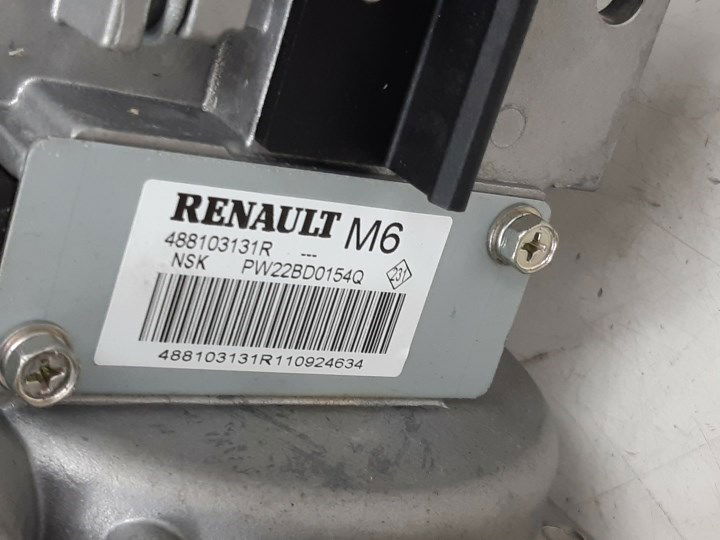 RENAULT M6
488103131R ---
NSK PW22BD0154Q 231
488103131R110924634